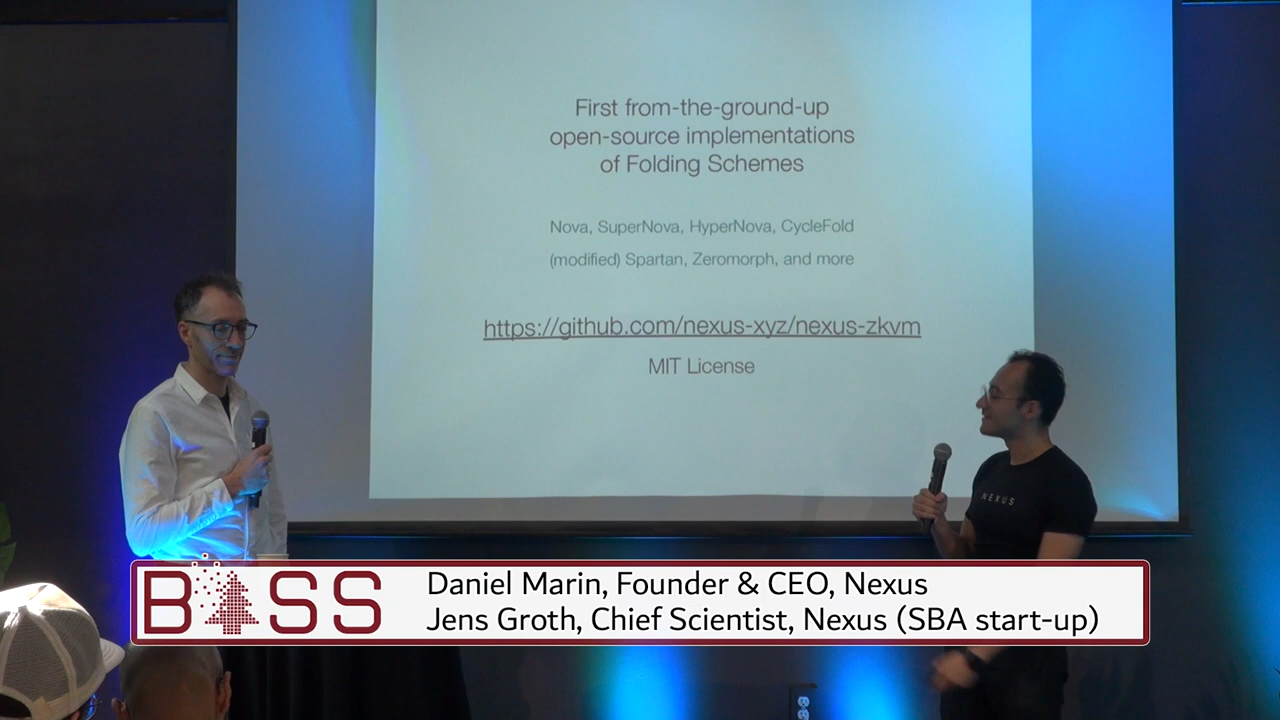 First from-the-ground-up
open-source implementations
of Folding Schemes
Nova, SuperNova, HyperNova, CycleFold
(modified) Spartan, Zeromorph, and more
https://github.com/nexus-xyz/nexus-zkvm
MIT License
NEXUS
BASS
Daniel Marin, Founder & CEO, Nexus
Jens Groth, Chief Scientist, Nexus (SBA start-up)